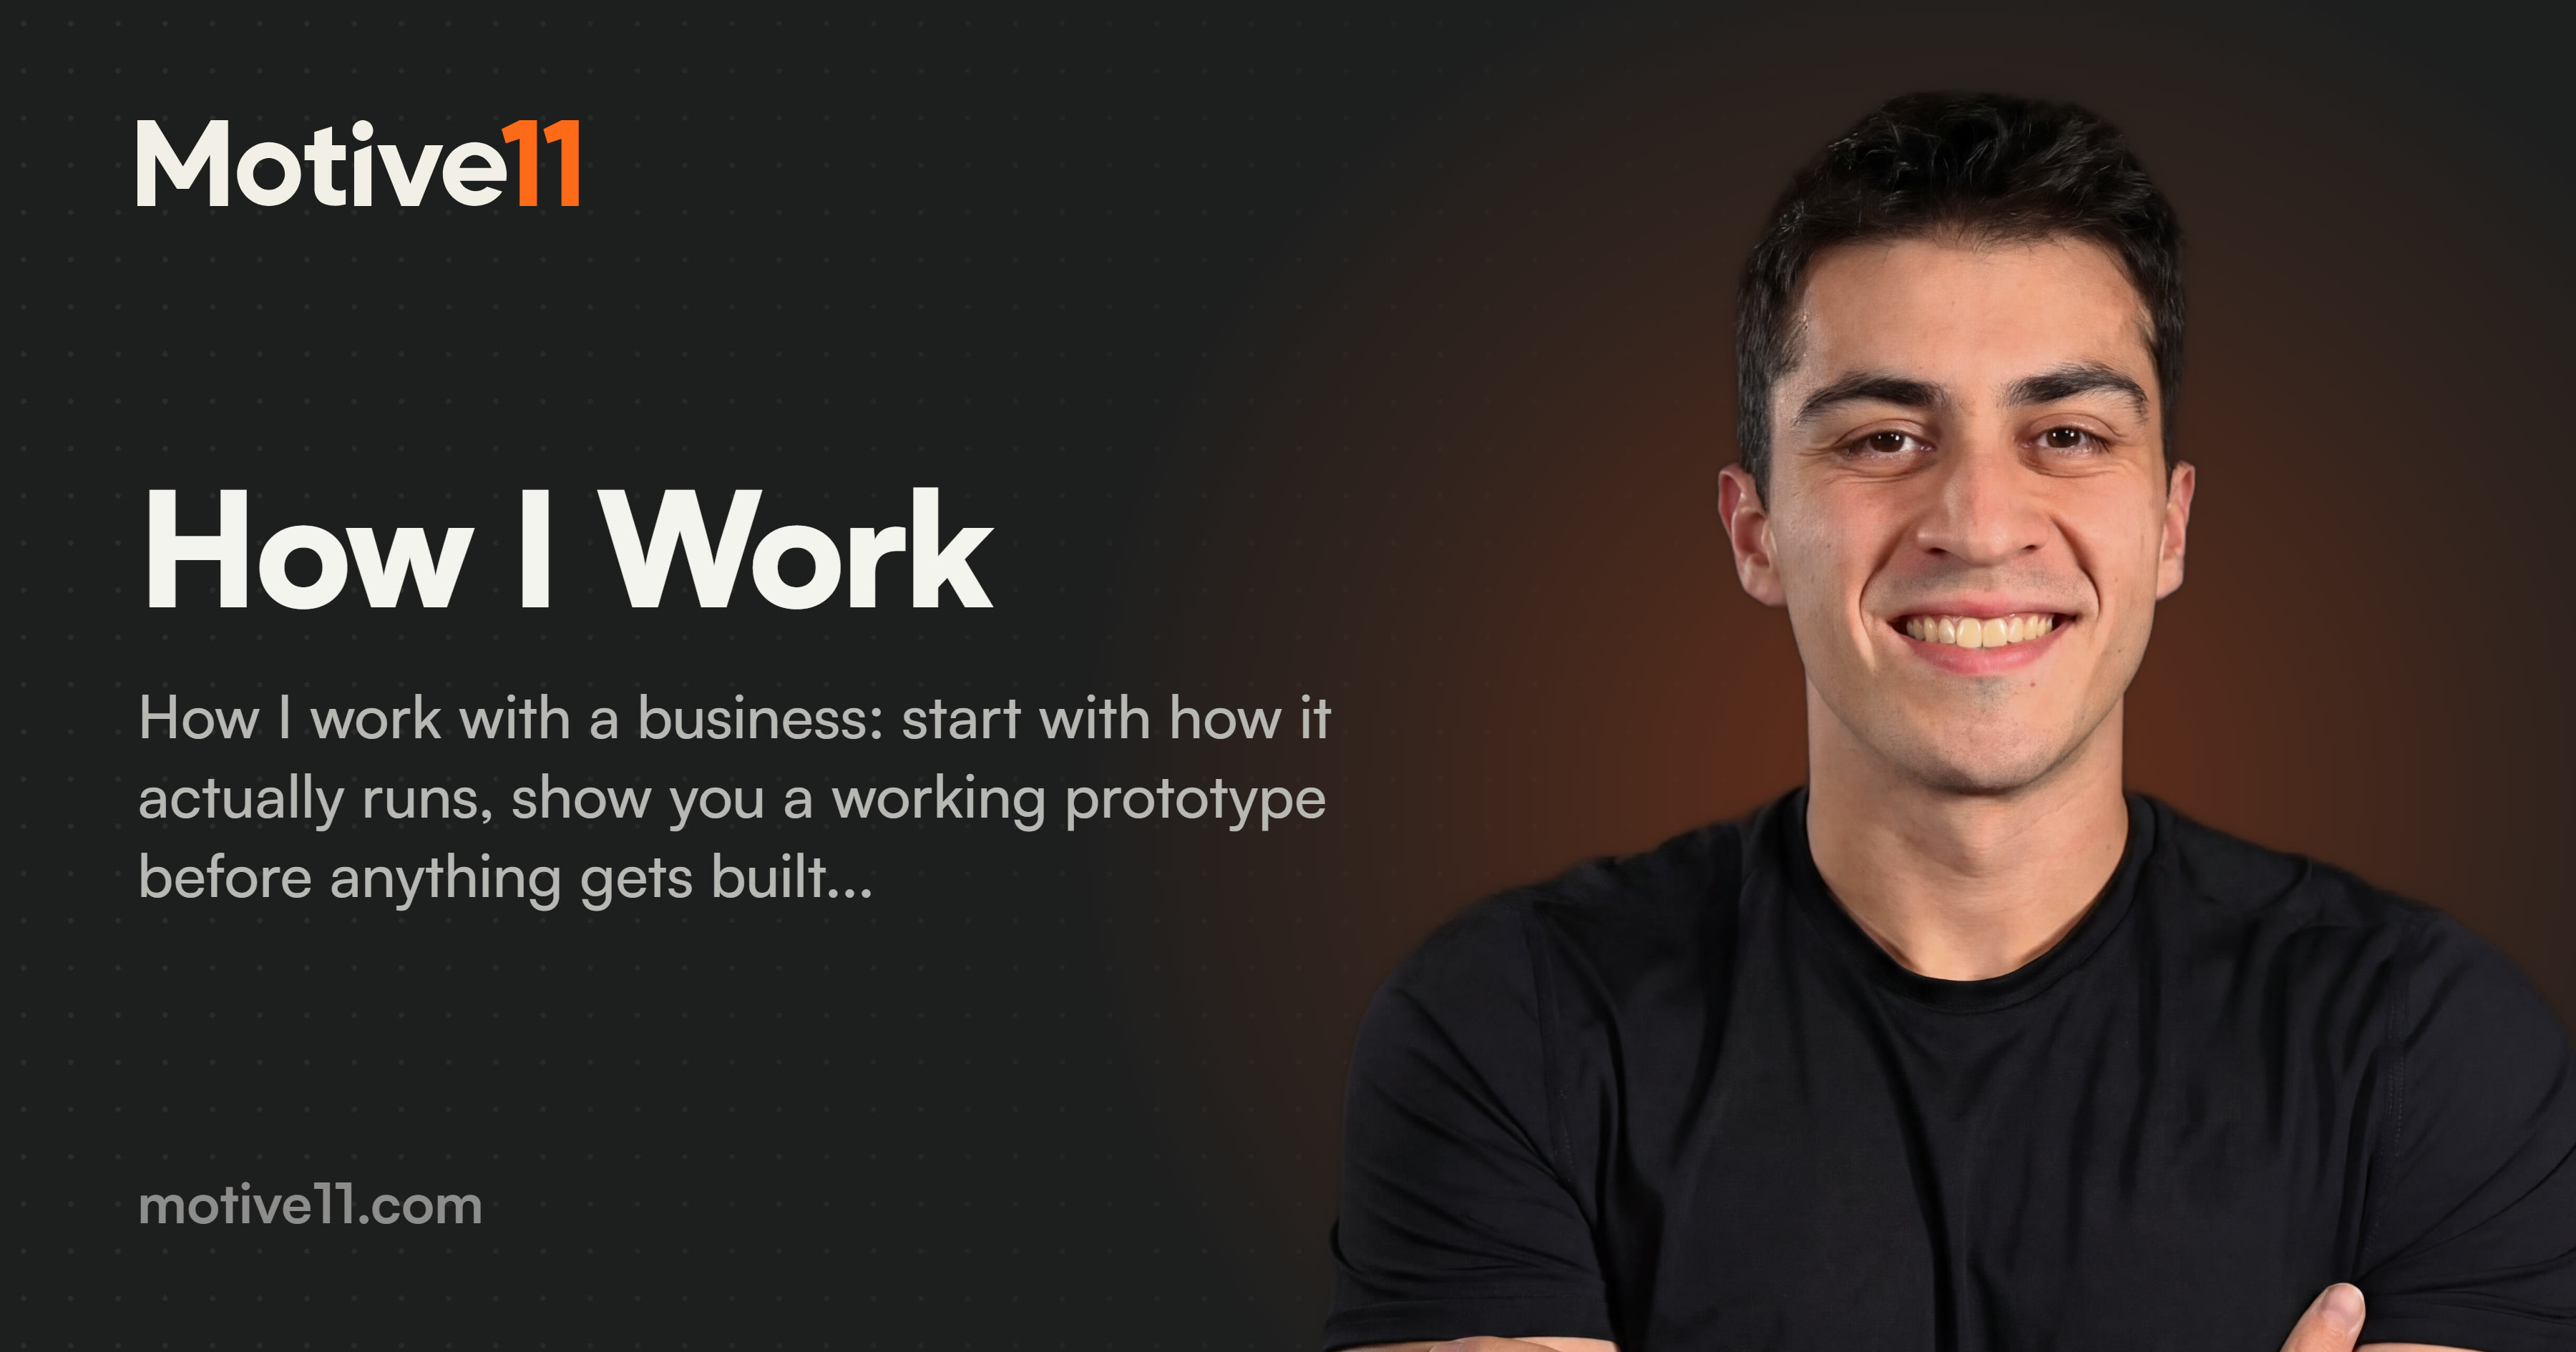 Motive11
How I Work
How I work with a business: start with how it
actually runs, show you a working prototype
before anything gets built...
motive11.com